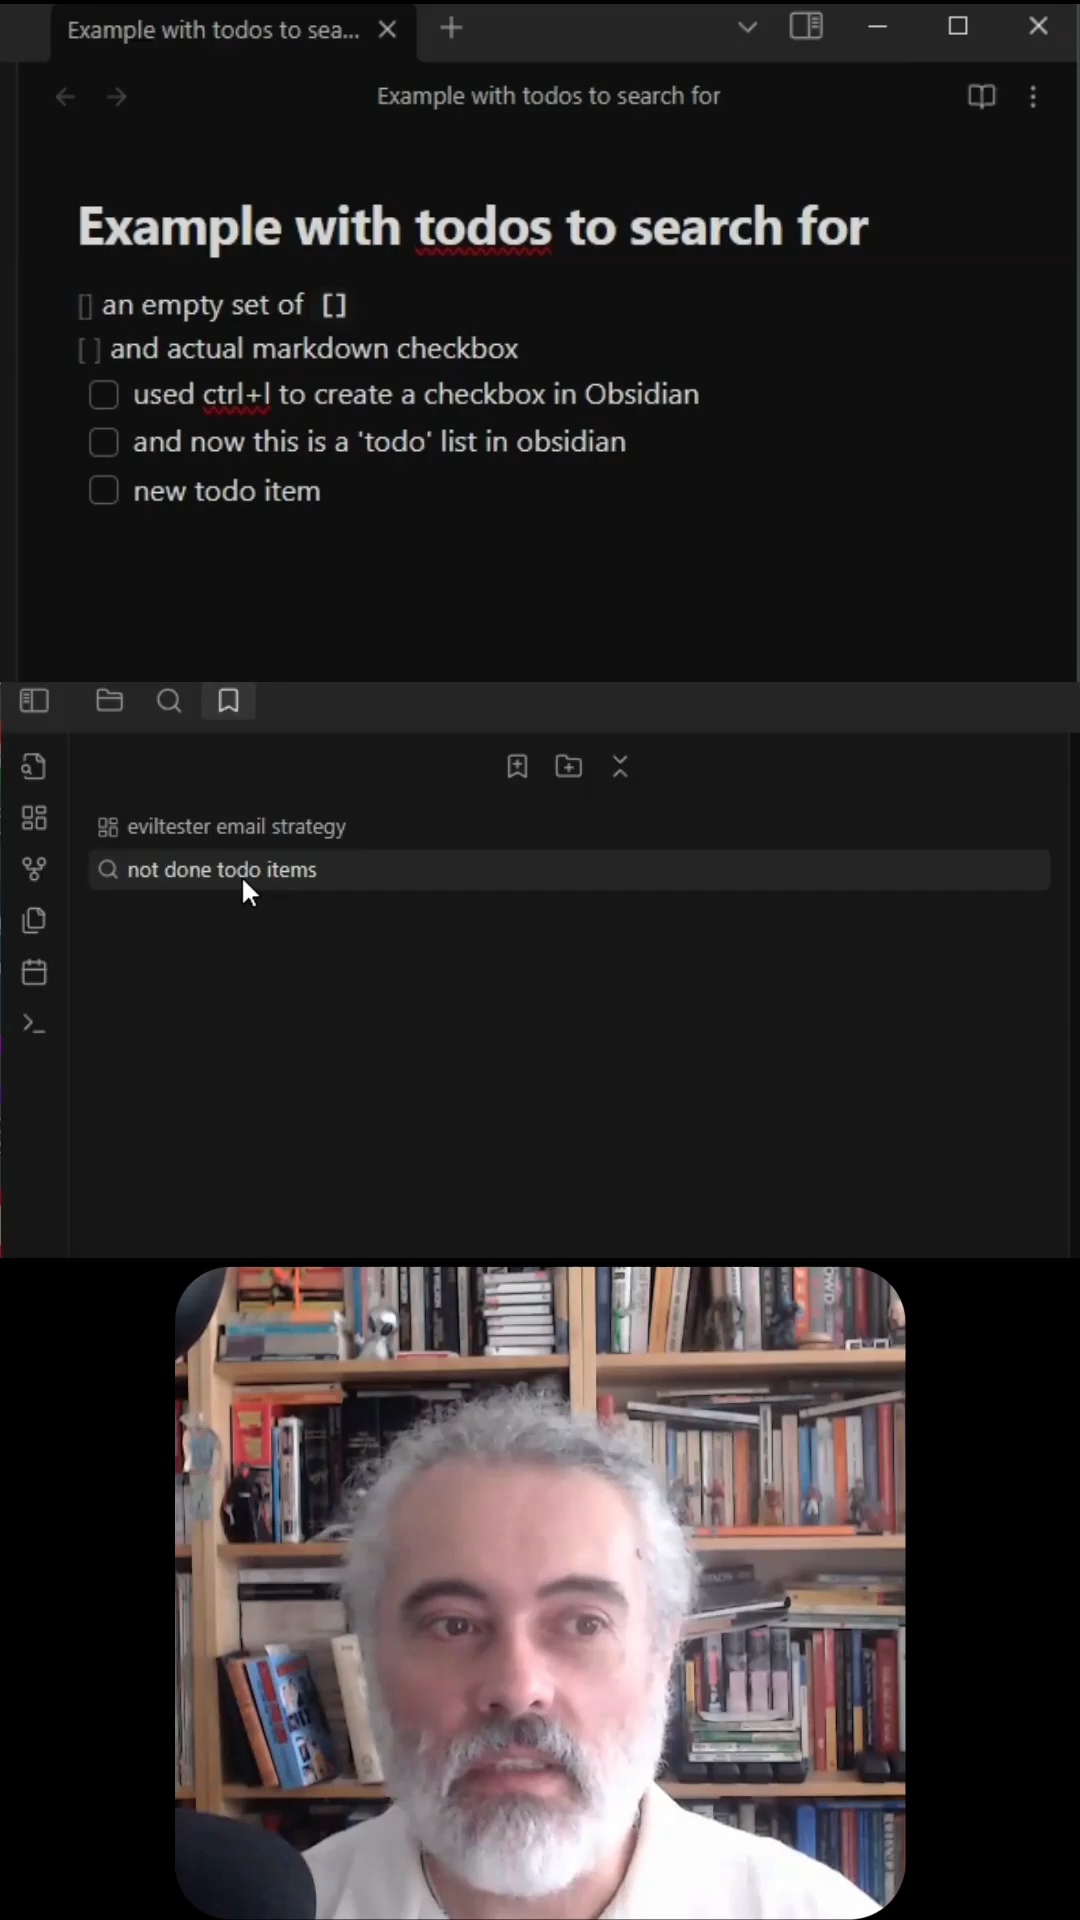 Example with todos to sea...
Example with todos to search for
Example with todos to search for
[] an empty set of []
[ ] and actual markdown checkbox
used ctrl+l to create a checkbox in Obsidian
and now this is a 'todo' list in obsidian
new todo item
eviltester email strategy
not done todo items